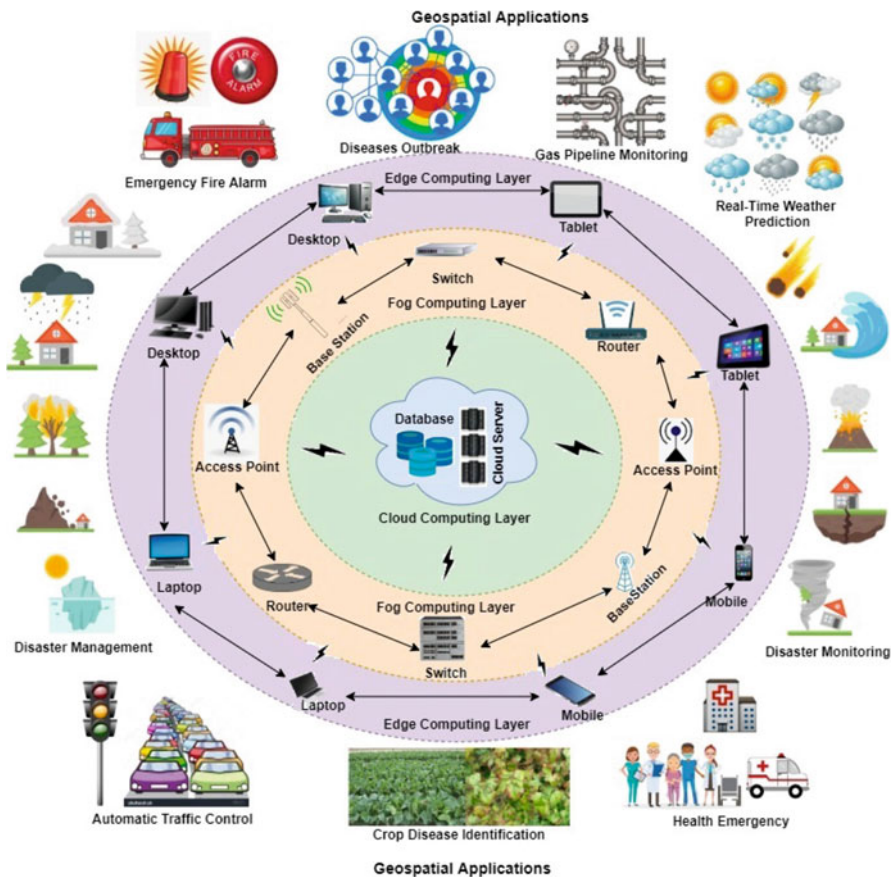 Geospatial Applications
FIRE
ALARM
Diseases Outbreak
Gas Pipeline Monitoring
Emergency Fire Alarm
Real-Time Weather
Prediction
Edge Computing Layer
Desktop
Tablet
Switch
Fog Computing Layer
Base Station
Router
Desktop
Tablet
Database
Cloud Server
Access Point
Access Point
Cloud Computing Layer
Laptop
Router
Fog Computing Layer
BaseStation
Mobile
Disaster Management
Disaster Monitoring
Switch
Laptop
Mobile
Edge Computing Layer
Automatic Traffic Control
Crop Disease Identification
Health Emergency
Geospatial Applications